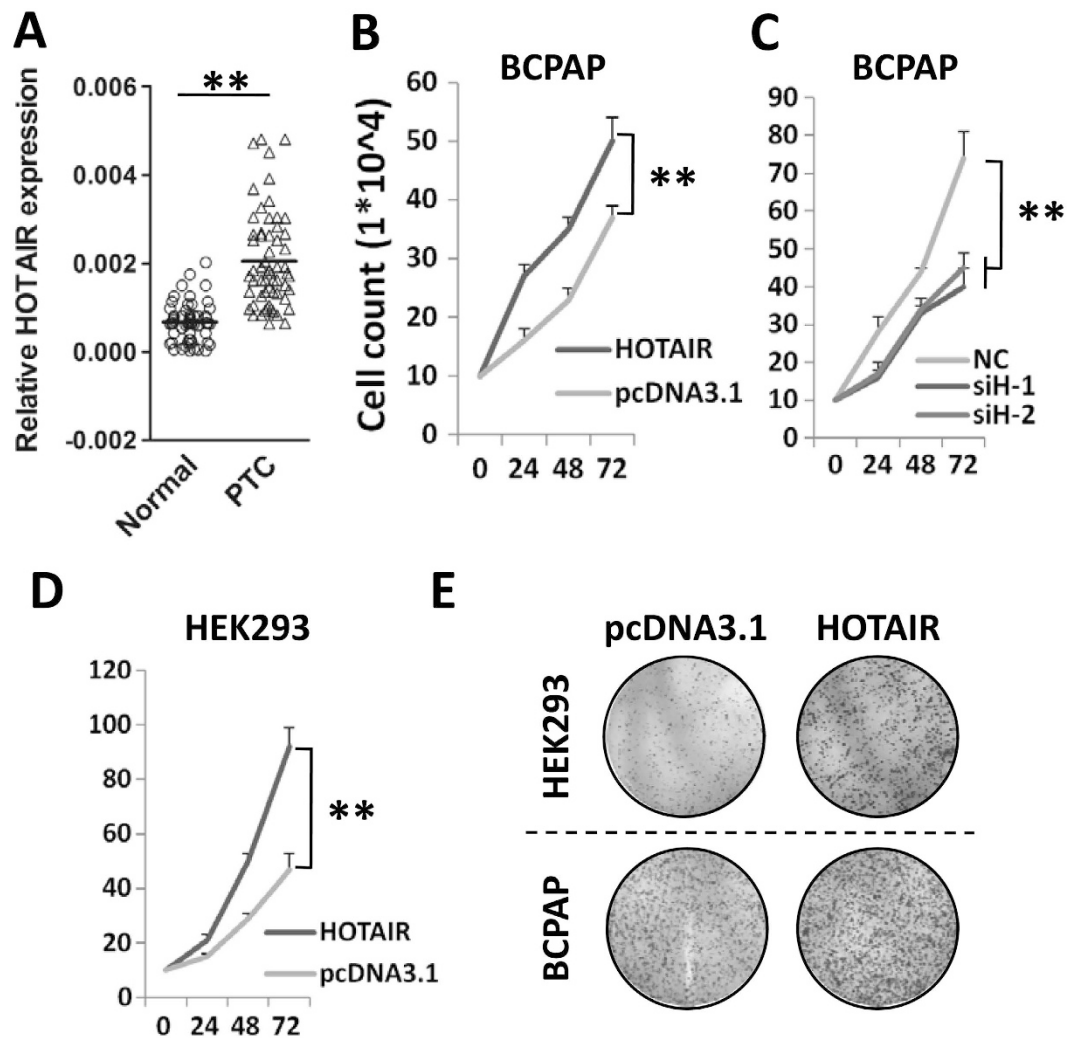 A
Relative HOTAIR expression
0.006
0.004
0.002
0.000
-0.002
**
Normal
PTC
B
BCPAP
Cell count (1*10^4)
60
50
40
30
20
10
0
**
HOTAIR
pcDNA3.1
0 24 48 72
C
BCPAP
90
80
70
60
50
40
30
20
10
0
**
NC
siH-1
siH-2
0 24 48 72
D
HEK293
120
100
80
60
40
20
0
**
HOTAIR
pcDNA3.1
0 24 48 72
E
pcDNA3.1 HOTAIR
HEK293
BCPAP